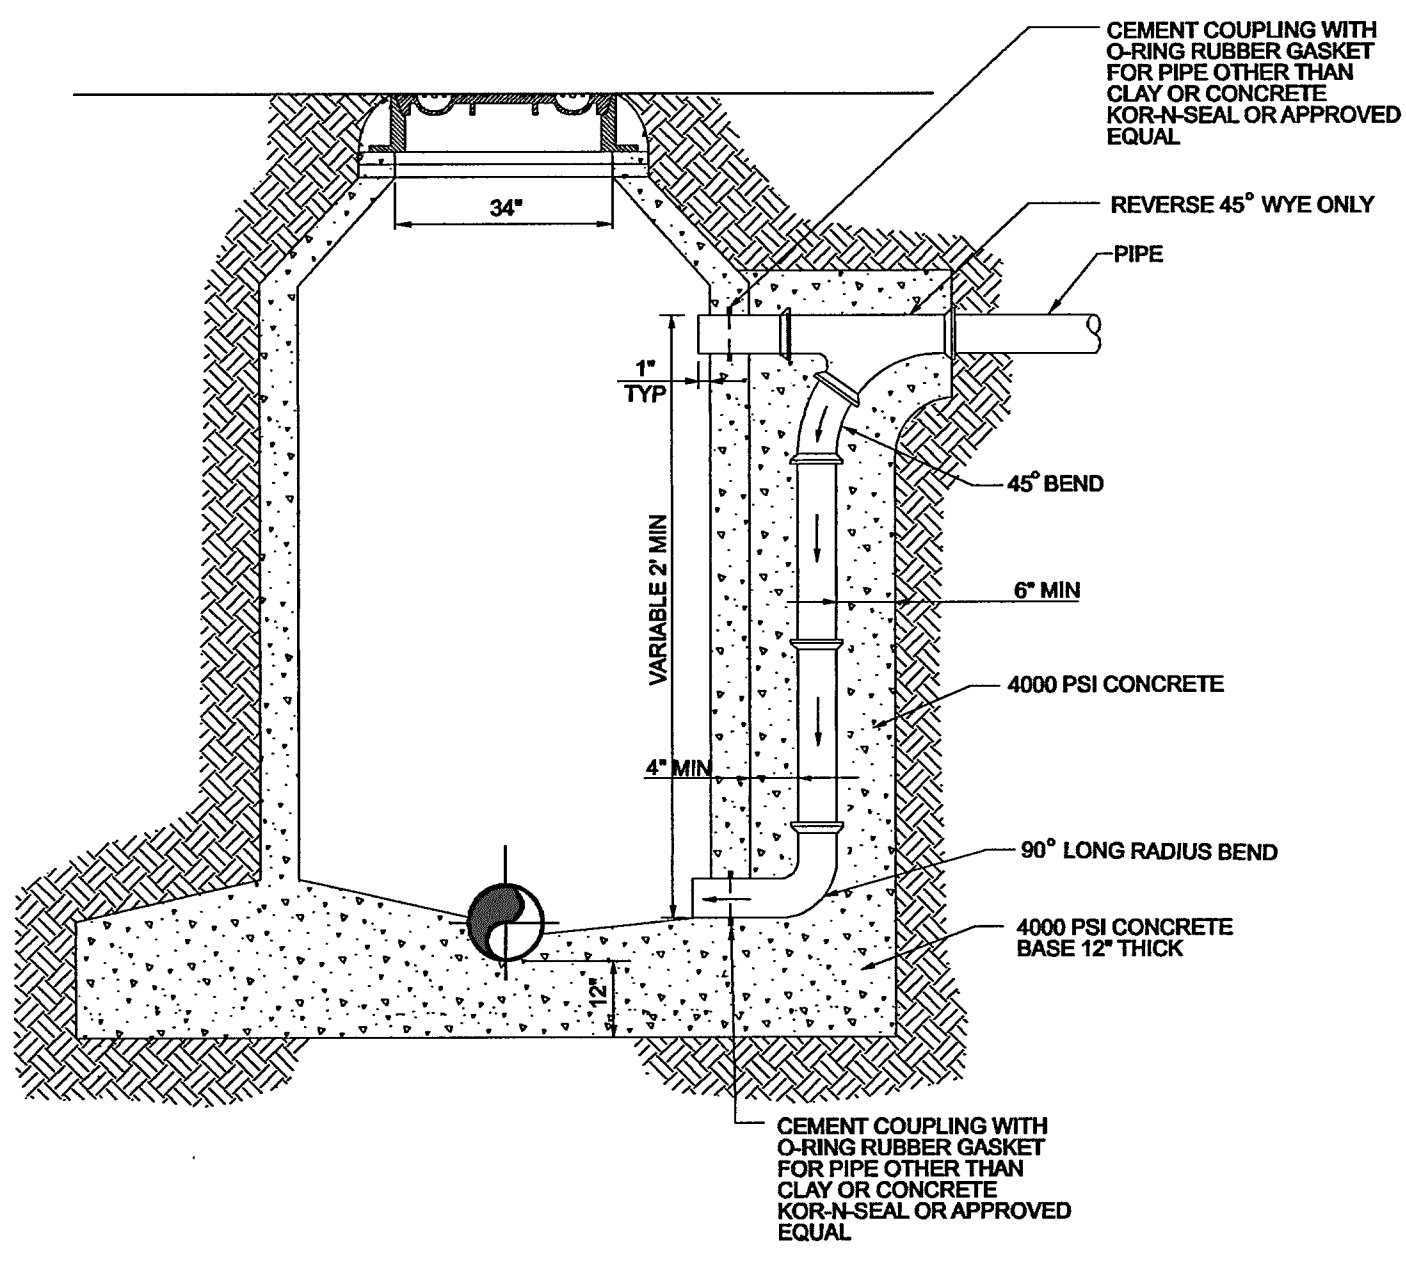 CEMENT COUPLING WITH
O-RING RUBBER GASKET
FOR PIPE OTHER THAN
CLAY OR CONCRETE
KOR-N-SEAL OR APPROVED
EQUAL
REVERSE 45° WYE ONLY
34"
PIPE
1"
TYP
45° BEND
VARIABLE 2' MIN
6" MIN
4000 PSI CONCRETE
4" MIN
90° LONG RADIUS BEND
4000 PSI CONCRETE
BASE 12" THICK
12"
CEMENT COUPLING WITH
O-RING RUBBER GASKET
FOR PIPE OTHER THAN
CLAY OR CONCRETE
KOR-N-SEAL OR APPROVED
EQUAL